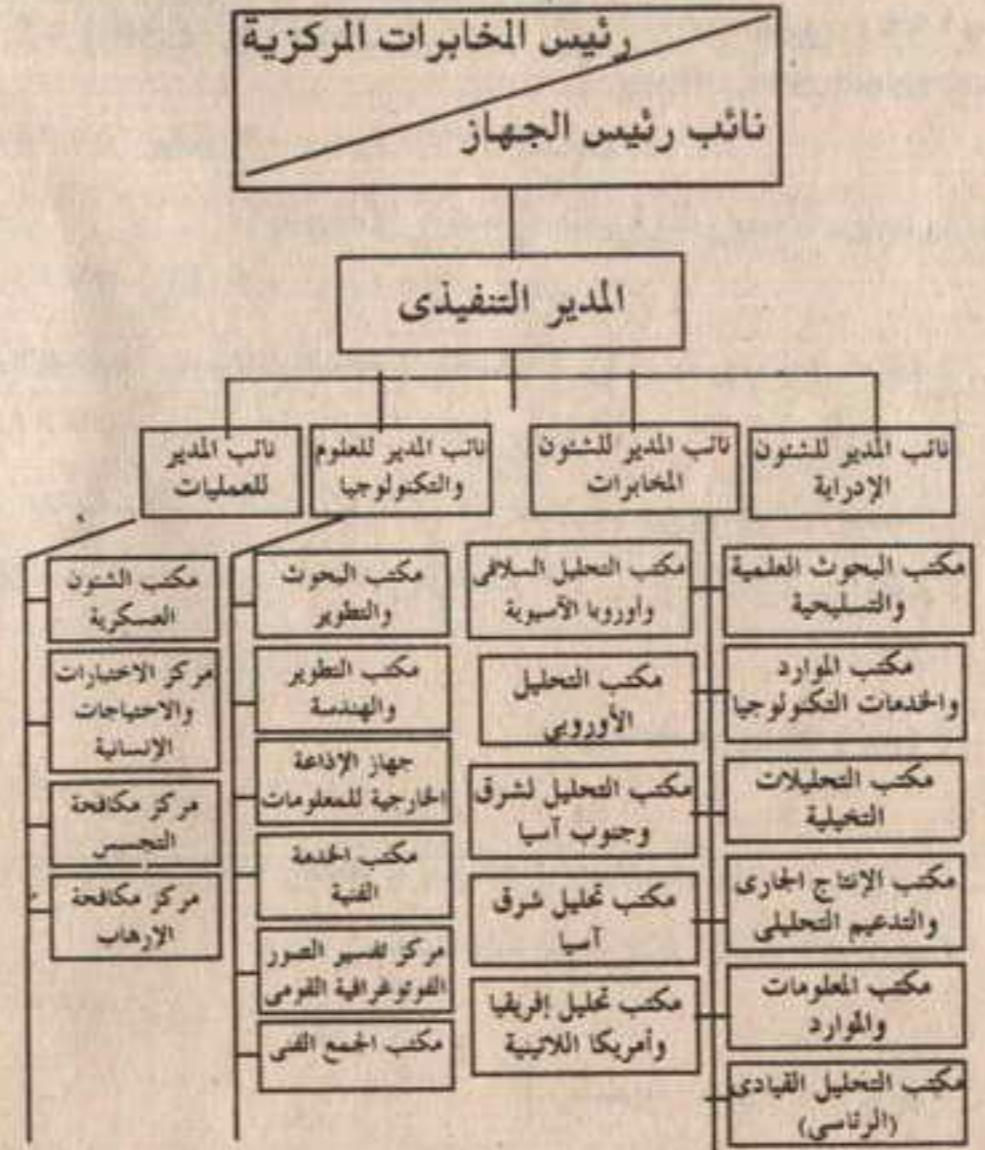 رئيس المخابرات المركزية
نائب رئيس الجهاز
المدير التنفيذى
نائب المدير للشئون
الإدراية
نائب المدير للشئون
المخابرات
نائب المدير للعلوم
والتكنولوجيا
نائب المدير
للعمليات
مكتب البحوث العلمية
والتسليحية
مكتب الموارد
والخدمات التكنولوجيا
مكتب التحليلات
التخيلية
مكتب الإنتاج الجارى
والتدعيم التحليلى
مكتب المعلومات
والموارد
مكتب التحليل القيادى
(الرئاسى)
مكتب التحليل السلافى
وأوروبا الآسيوية
مكتب التحليل
الأوروبي
مكتب التحليل لشرق
وجنوب آسيا
مكتب تحليل شرق
آسيا
مكتب تحليل إفريقيا
وأمريكا اللاتينية
مكتب البحوث
والتطوير
مكتب التطوير
والهندسة
جهاز الإذاعة
الخارجية للمعلومات
مكتب الخدمة
الفنية
مركز تفسير الصور
الفوتوغرافية القومى
مكتب الجمع الفنى
مكتب الشئون
العسكرية
مركز الاختبارات
والاحتياجات
الإنسانية
مركز مكافحة
التجسس
مركز مكافحة
الإرهاب